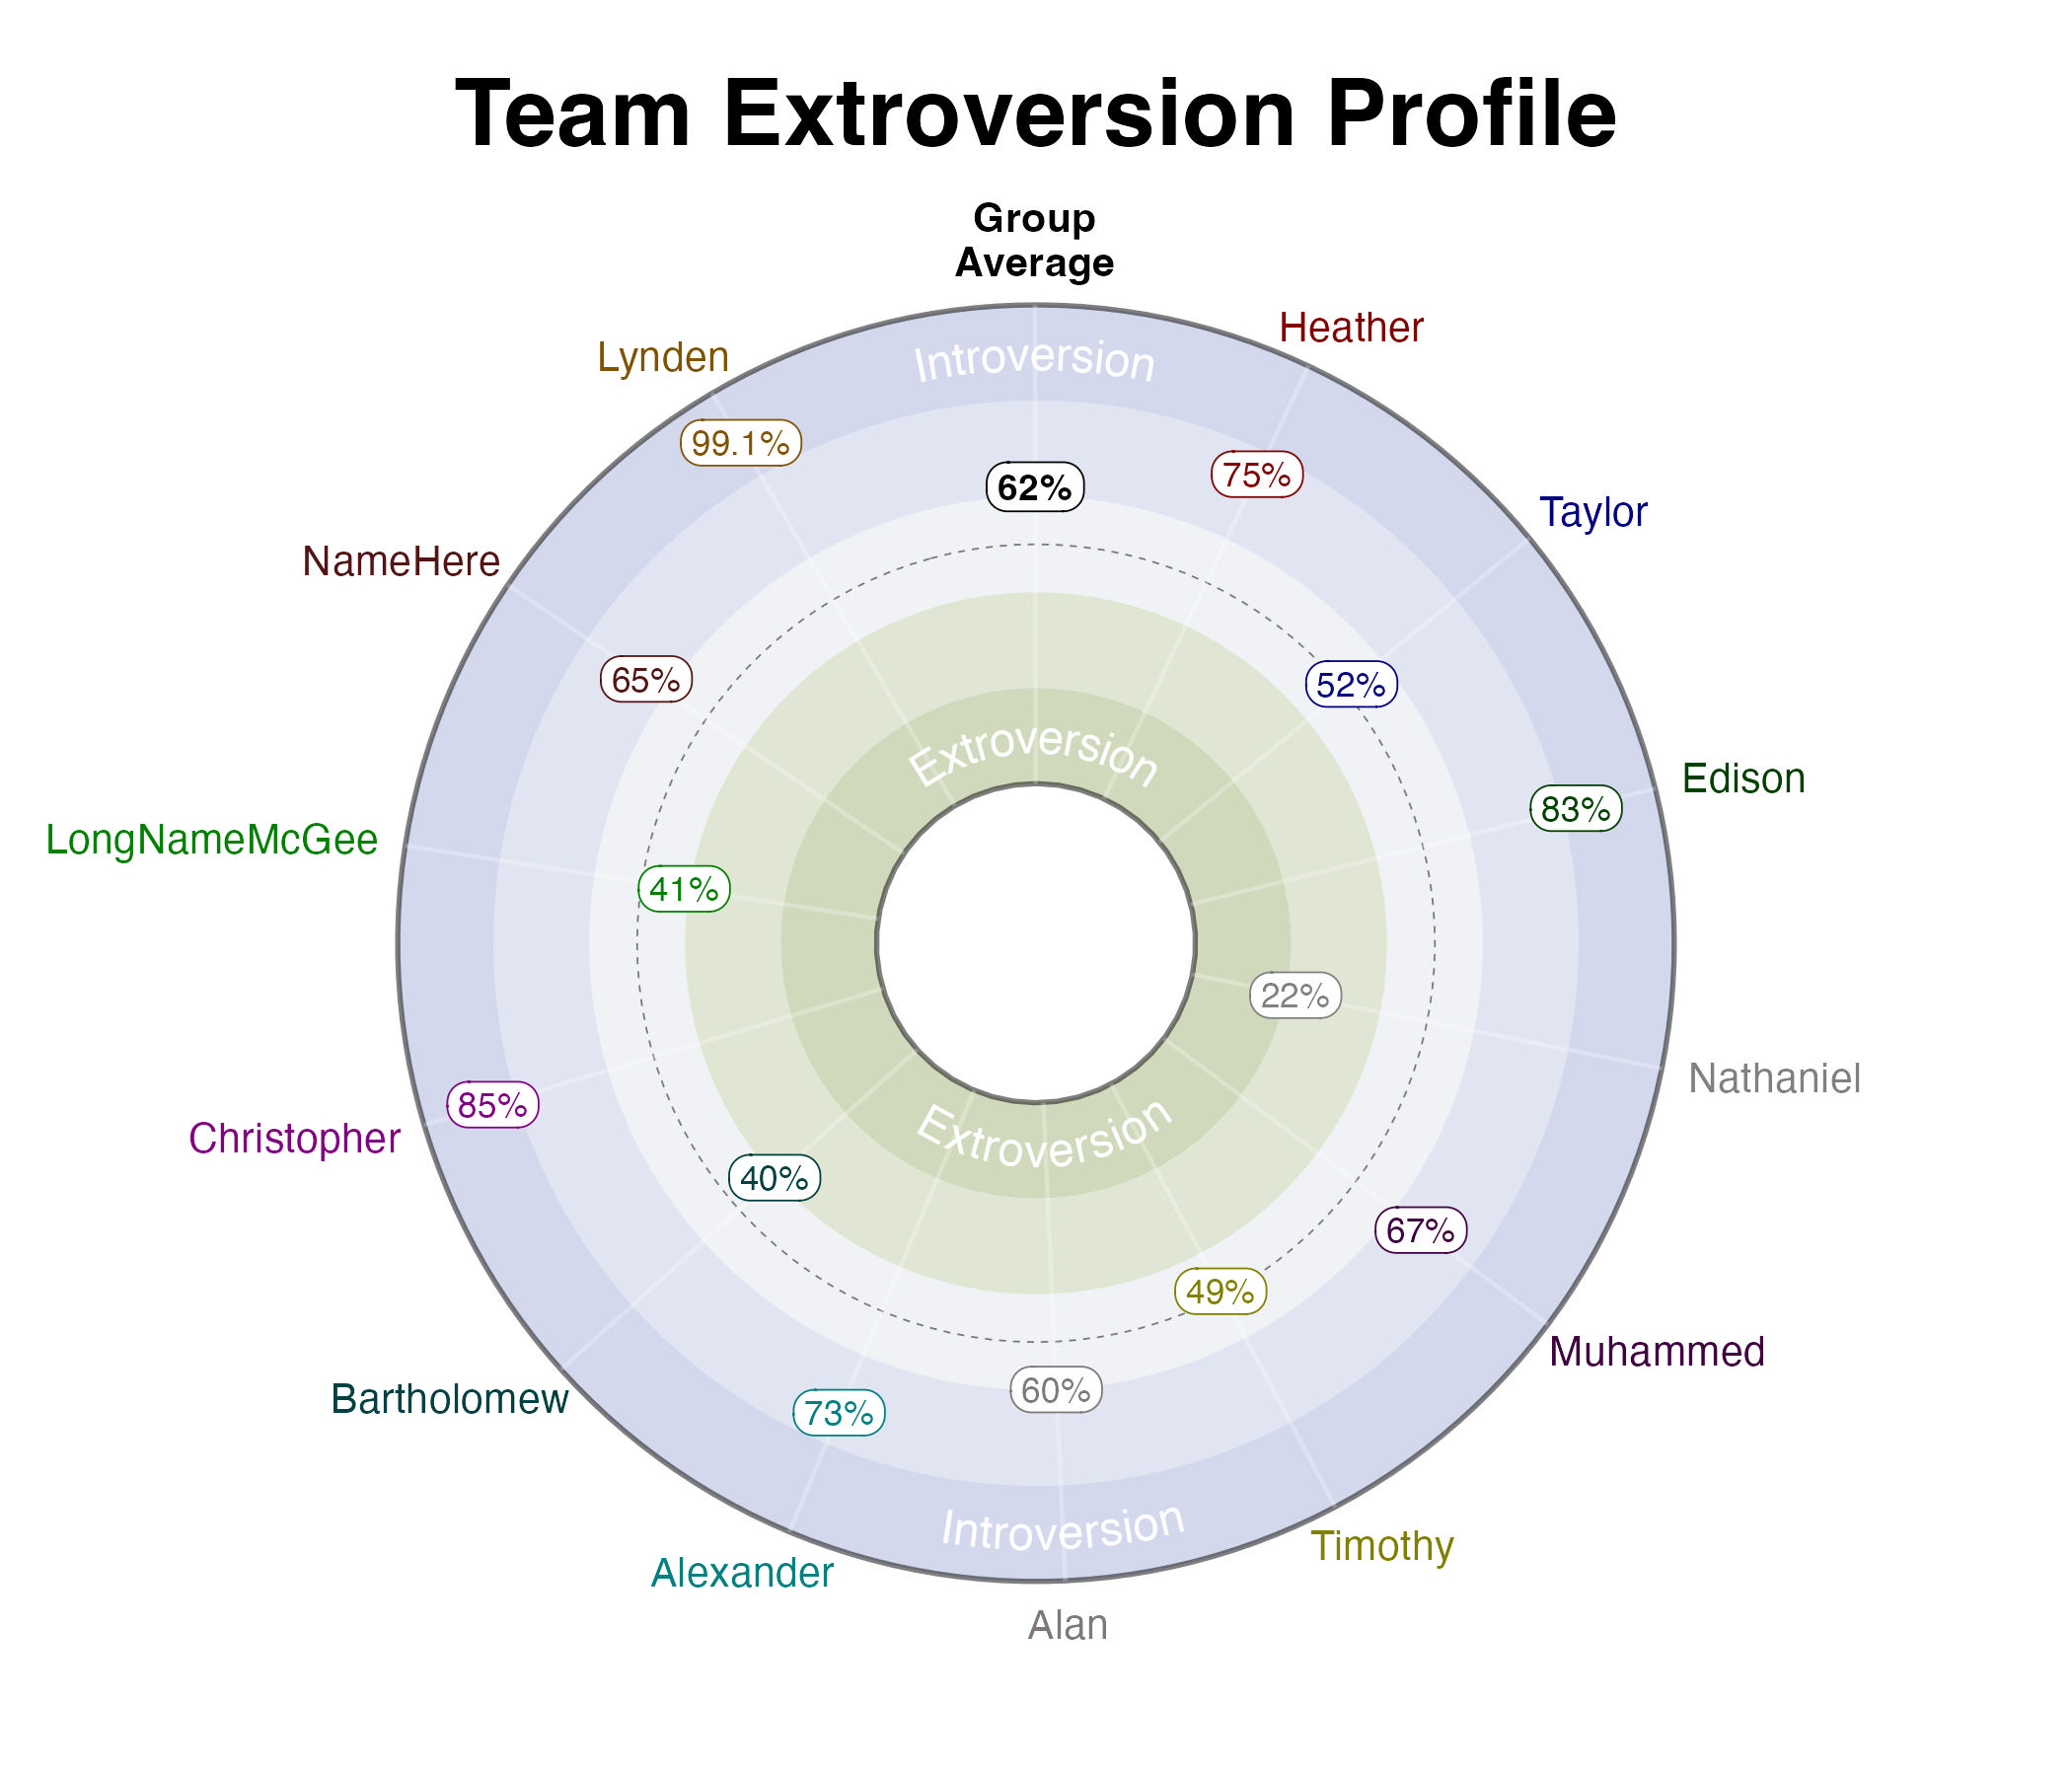 Team Extroversion Profile
Group
Average
Heather
Lynden
Introversion
99.1%
75%
62%
Taylor
NameHere
65%
52%
Extroversion
Edison
83%
LongNameMcGee
41%
22%
Nathaniel
85%
Christopher
Extroversion
40%
67%
49%
Muhammed
60%
Bartholomew
73%
Introversion
Timothy
Alexander
Alan